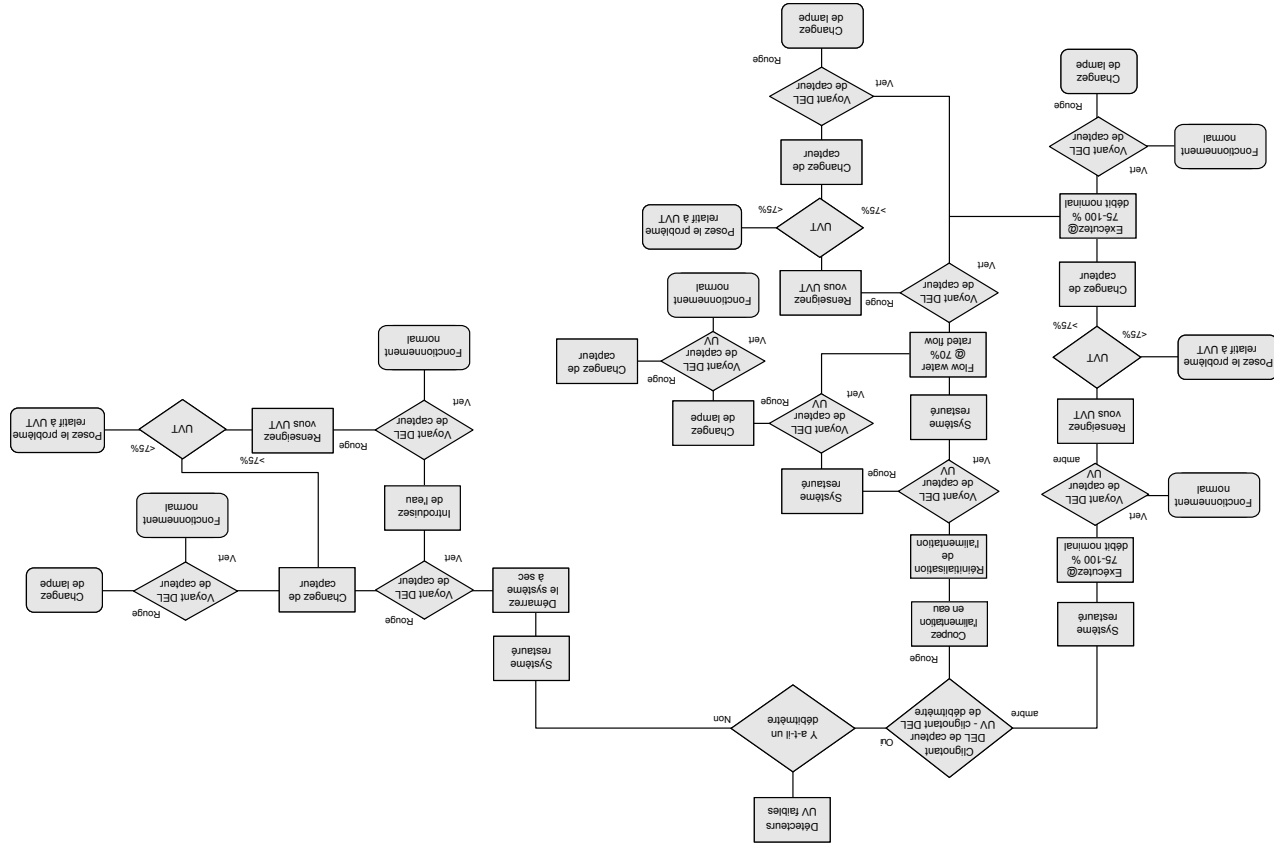 Détecteurs
UV faibles
Y a-t-il un
débitmètre
Oui
Non
Clignotant
DEL de capteur
UV - clignotant DEL
de débitmètre
ambre
Rouge
Système
restauré
Exécutez@
75-100 %
débit nominal
Voyant DEL
de capteur
UV
Vert
ambre
Fonctionnement
normal
Renseignez
vous UVT
UVT
<75%
>75%
Posez le problème
relatif à UVT
Changez de
capteur
Exécutez@
75-100 %
débit nominal
Voyant DEL
de capteur
Vert
Rouge
Fonctionnement
normal
Changez
de lampe
Coupez
l'alimentation
en eau
Réinitialisation
de
l'alimentation
Voyant DEL
de capteur
UV
Vert
Rouge
Système
restauré
Système
restauré
Voyant DEL
de capteur
UV
Vert
Rouge
Changez
de lampe
Voyant DEL
de capteur
UV
Rouge
Vert
Changez de
capteur
Fonctionnement
normal
Flow water
@ 70%
rated flow
Voyant DEL
de capteur
Vert
Rouge
Renseignez
vous UVT
UVT
>75%
<75%
Posez le problème
relatif à UVT
Changez de
capteur
Voyant DEL
de capteur
Vert
Rouge
Changez
de lampe
Système
restauré
Démarrez
le système
à sec
Voyant DEL
de capteur
Vert
Rouge
Changez de
capteur
Voyant DEL
de capteur
Vert
Rouge
Changez
de lampe
Fonctionnement
normal
Introduisez
de l'eau
Voyant DEL
de capteur
Vert
Rouge
Renseignez
vous UVT
UVT
>75%
<75%
Posez le problème
relatif à UVT
Fonctionnement
normal